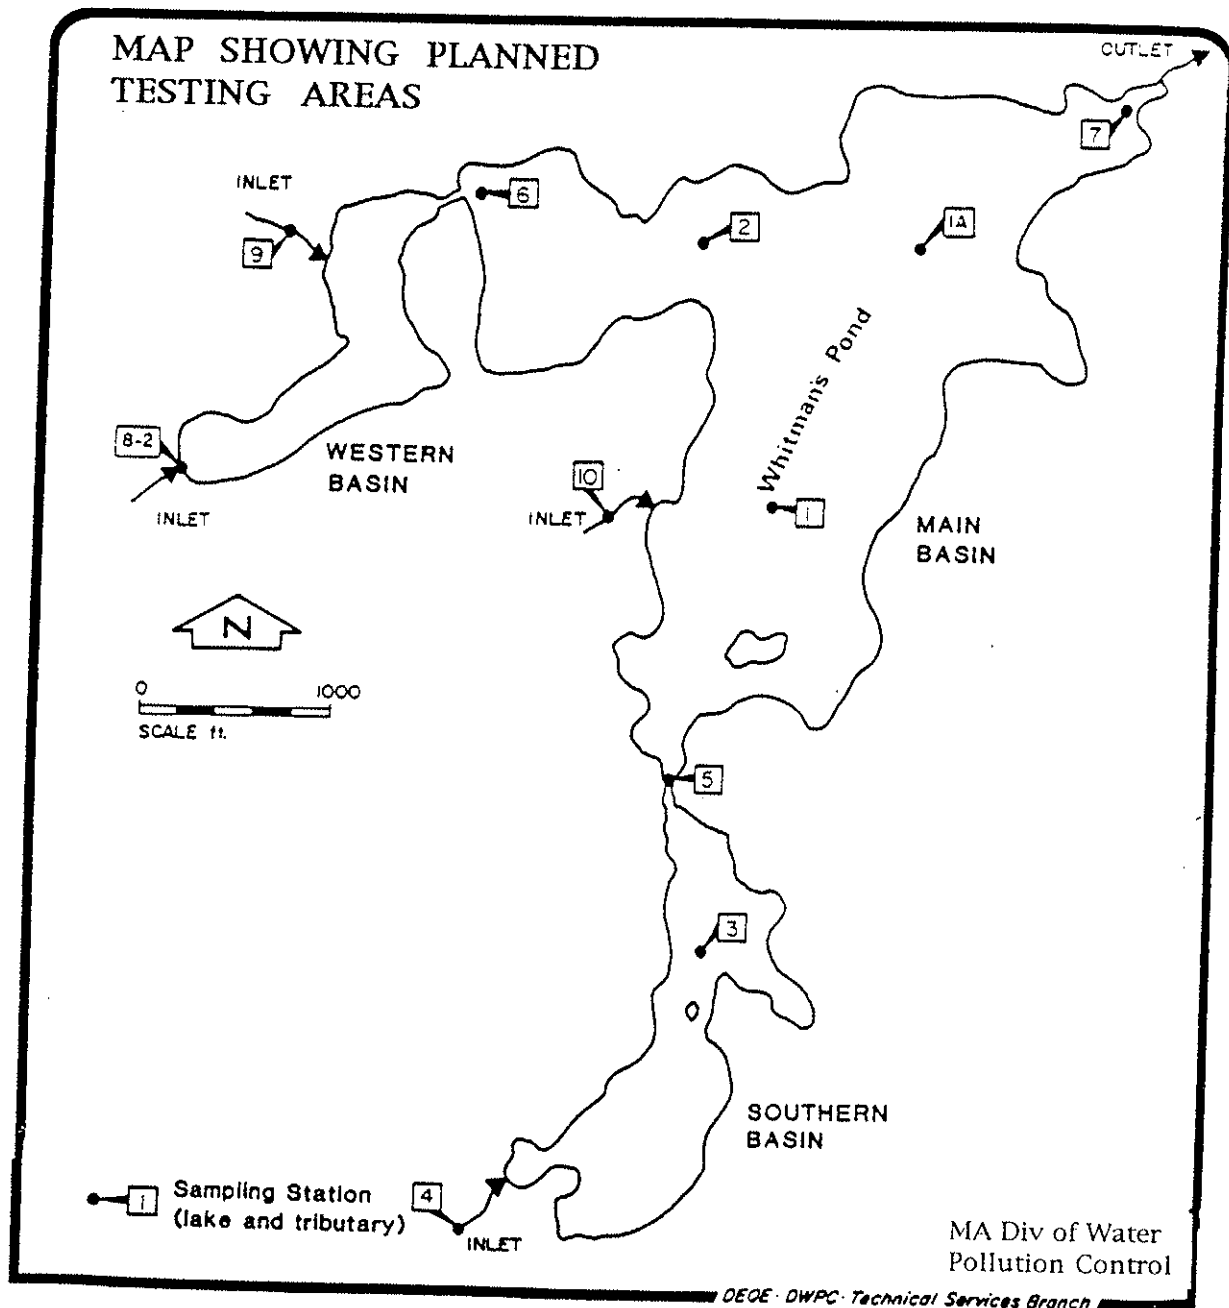 MAP SHOWING PLANNED
TESTING AREAS
OUTLET
7
INLET
6
9
2
1A
Whitman's Pond
8-2
WESTERN
BASIN
INLET
10
INLET
1
MAIN
BASIN
N
0 1000
SCALE ft.
5
3
SOUTHERN
BASIN
1 Sampling Station
(lake and tributary)
4
INLET
MA Div of Water
Pollution Control
DEQE · DWPC · Technical Services Branch